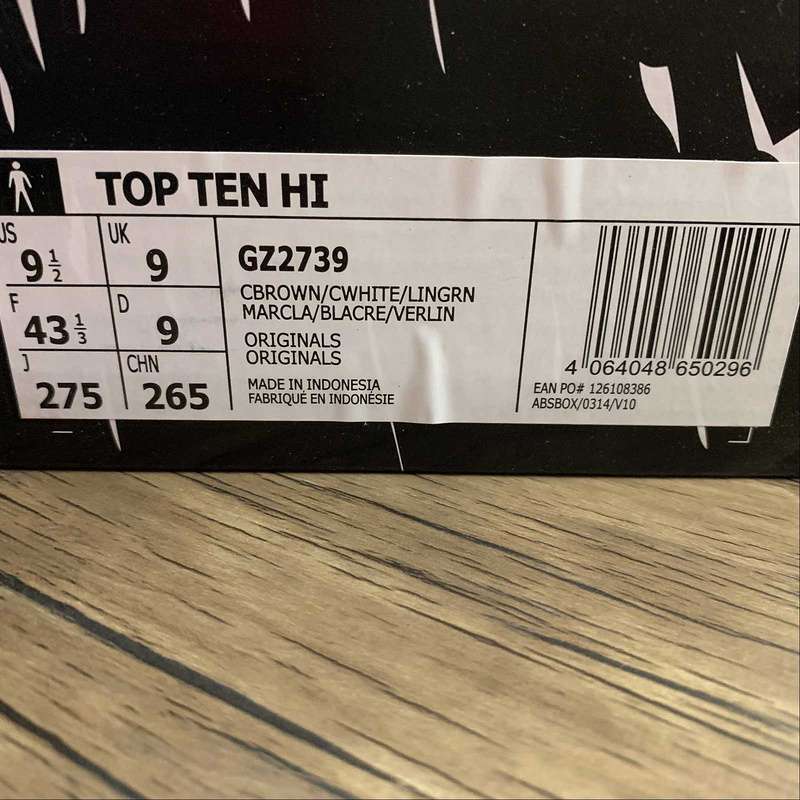 TOP TEN HI
US 9 1/2
UK 9
F 43 1/3
D 9
J 275
CHN 265
GZ2739
CBROWN/CWHITE/LINGRN
MARCLA/BLACRE/VERLIN
ORIGINALS
ORIGINALS
MADE IN INDONESIA
FABRIQUÉ EN INDONÉSIE
4 064048 650296
EAN PO# 126108386
ABSBOX/0314/V10